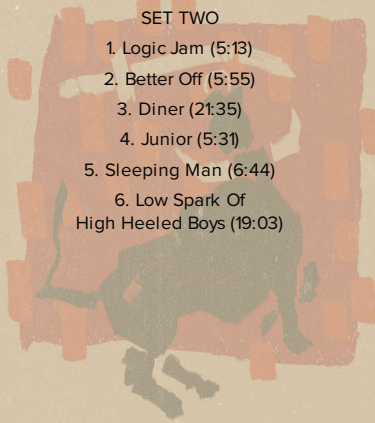 SET TWO
1. Logic Jam (5:13)
2. Better Off (5:55)
3. Diner (21:35)
4. Junior (5:31)
5. Sleeping Man (6:44)
6. Low Spark Of
High Heeled Boys (19:03)